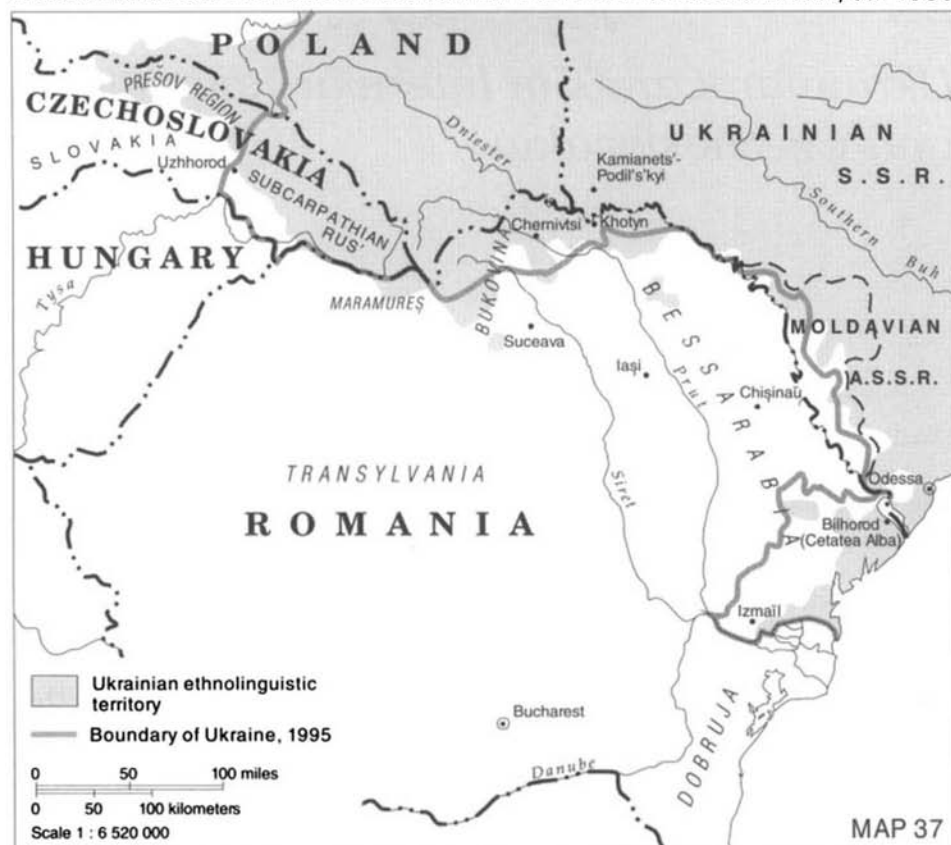 POLAND
PREŠOV REGION
CZECHOSLOVAKIA
SLOVAKIA
Uzhhorod
SUBCARPATHIAN
RUS'
HUNGARY
Tysa
MARAMUREŞ
Dniester
UKRAINIAN
S.S.R.
Kamianets'-
Podil's'kyi
Chernivtsi
Khotyn
Southern
Buh
BUKOVINA
Suceava
BESSARABIA
MOLDAVIAN
A.S.S.R.
Iaşi
Prut
Chişinaŭ
Siret
TRANSYLVANIA
ROMANIA
Odessa
Bilhorod
(Cetatea Alba)
Izmaïl
DOBRUJA
Bucharest
Danube
Ukrainian ethnolinguistic
territory
Boundary of Ukraine, 1995
0 50 100 miles
0 50 100 kilometers
Scale 1 : 6 520 000
MAP 37